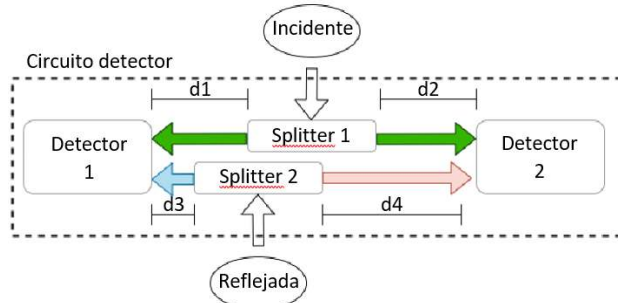 Incidente
Circuito detector
d1
d2
Detector
1
Splitter 1
Detector
2
Splitter 2
d3
d4
Reflejada